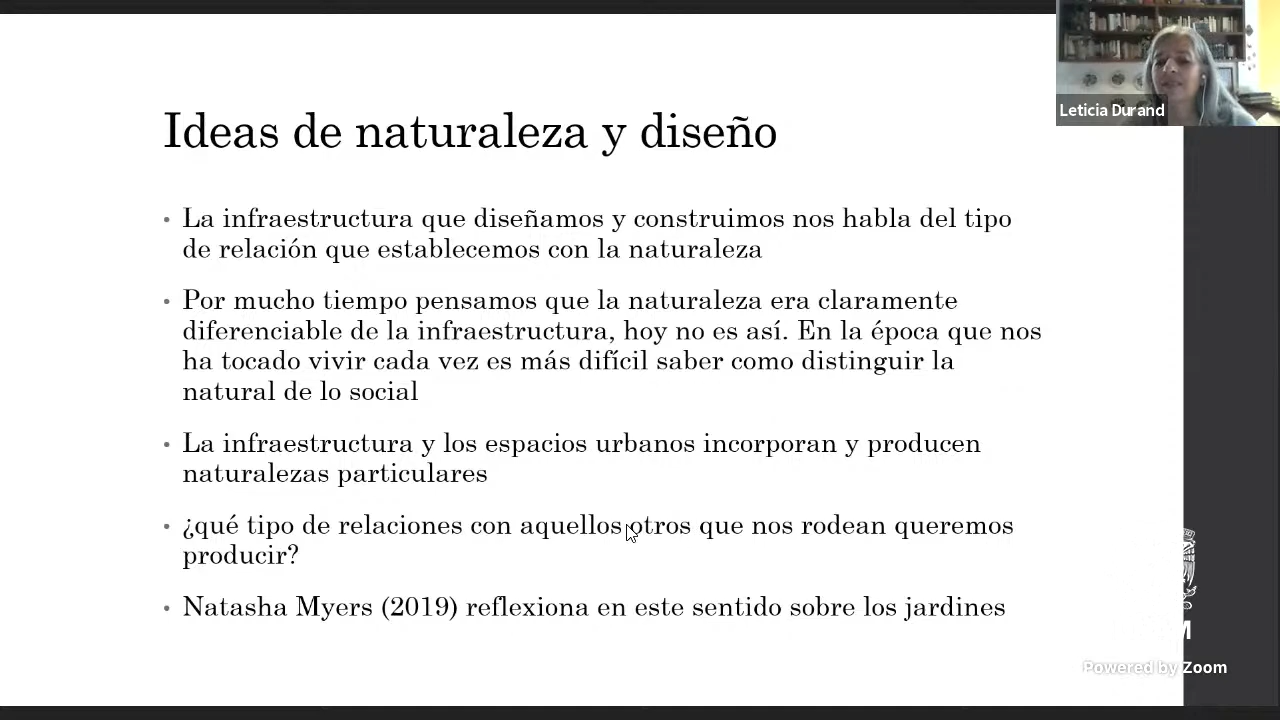 Leticia Durand
Ideas de naturaleza y diseño
• La infraestructura que diseñamos y construimos nos habla del tipo
de relación que establecemos con la naturaleza
• Por mucho tiempo pensamos que la naturaleza era claramente
diferenciable de la infraestructura, hoy no es así. En la época que nos
ha tocado vivir cada vez es más difícil saber como distinguir la
natural de lo social
• La infraestructura y los espacios urbanos incorporan y producen
naturalezas particulares
• ¿qué tipo de relaciones con aquellos otros que nos rodean queremos
producir?
• Natasha Myers (2019) reflexiona en este sentido sobre los jardines
M
Powered by Zoom